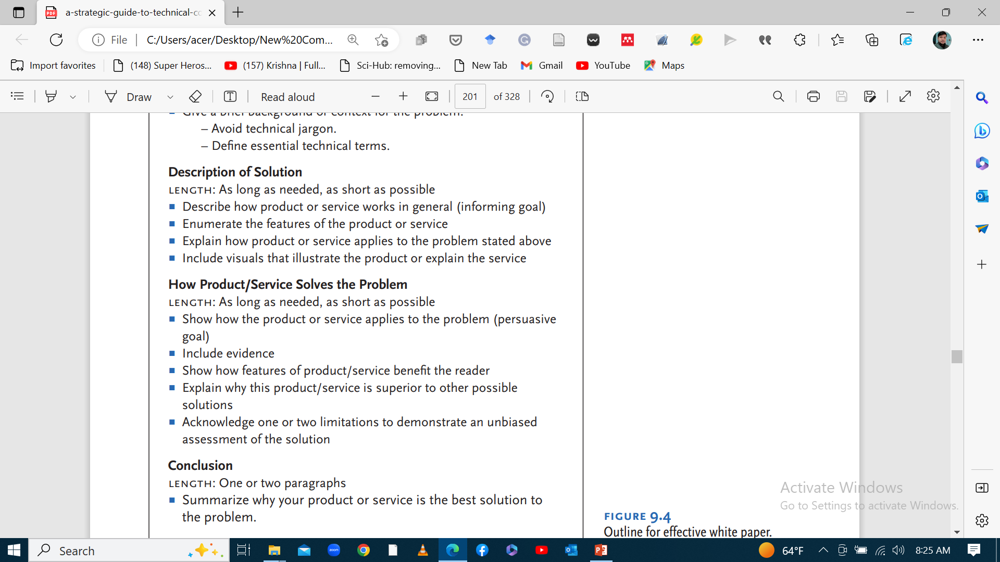 a-strategic-guide-to-technical-co
File
C:/Users/acer/Desktop/New%20Com...
Import favorites
(148) Super Heros...
(157) Krishna | Full...
Sci-Hub: removing...
New Tab
Gmail
YouTube
Maps
Draw
Read aloud
201
of 328
Give a brief background or context for the problem.
– Avoid technical jargon.
– Define essential technical terms.
Description of Solution
LENGTH: As long as needed, as short as possible
Describe how product or service works in general (informing goal)
Enumerate the features of the product or service
Explain how product or service applies to the problem stated above
Include visuals that illustrate the product or explain the service
How Product/Service Solves the Problem
LENGTH: As long as needed, as short as possible
Show how the product or service applies to the problem (persuasive
goal)
Include evidence
Show how features of product/service benefit the reader
Explain why this product/service is superior to other possible
solutions
Acknowledge one or two limitations to demonstrate an unbiased
assessment of the solution
Conclusion
LENGTH: One or two paragraphs
Summarize why your product or service is the best solution to
the problem.
FIGURE 9.4
Outline for effective white paper.
Activate Windows
Go to Settings to activate Windows.
Search
zoom
64°F
8:25 AM